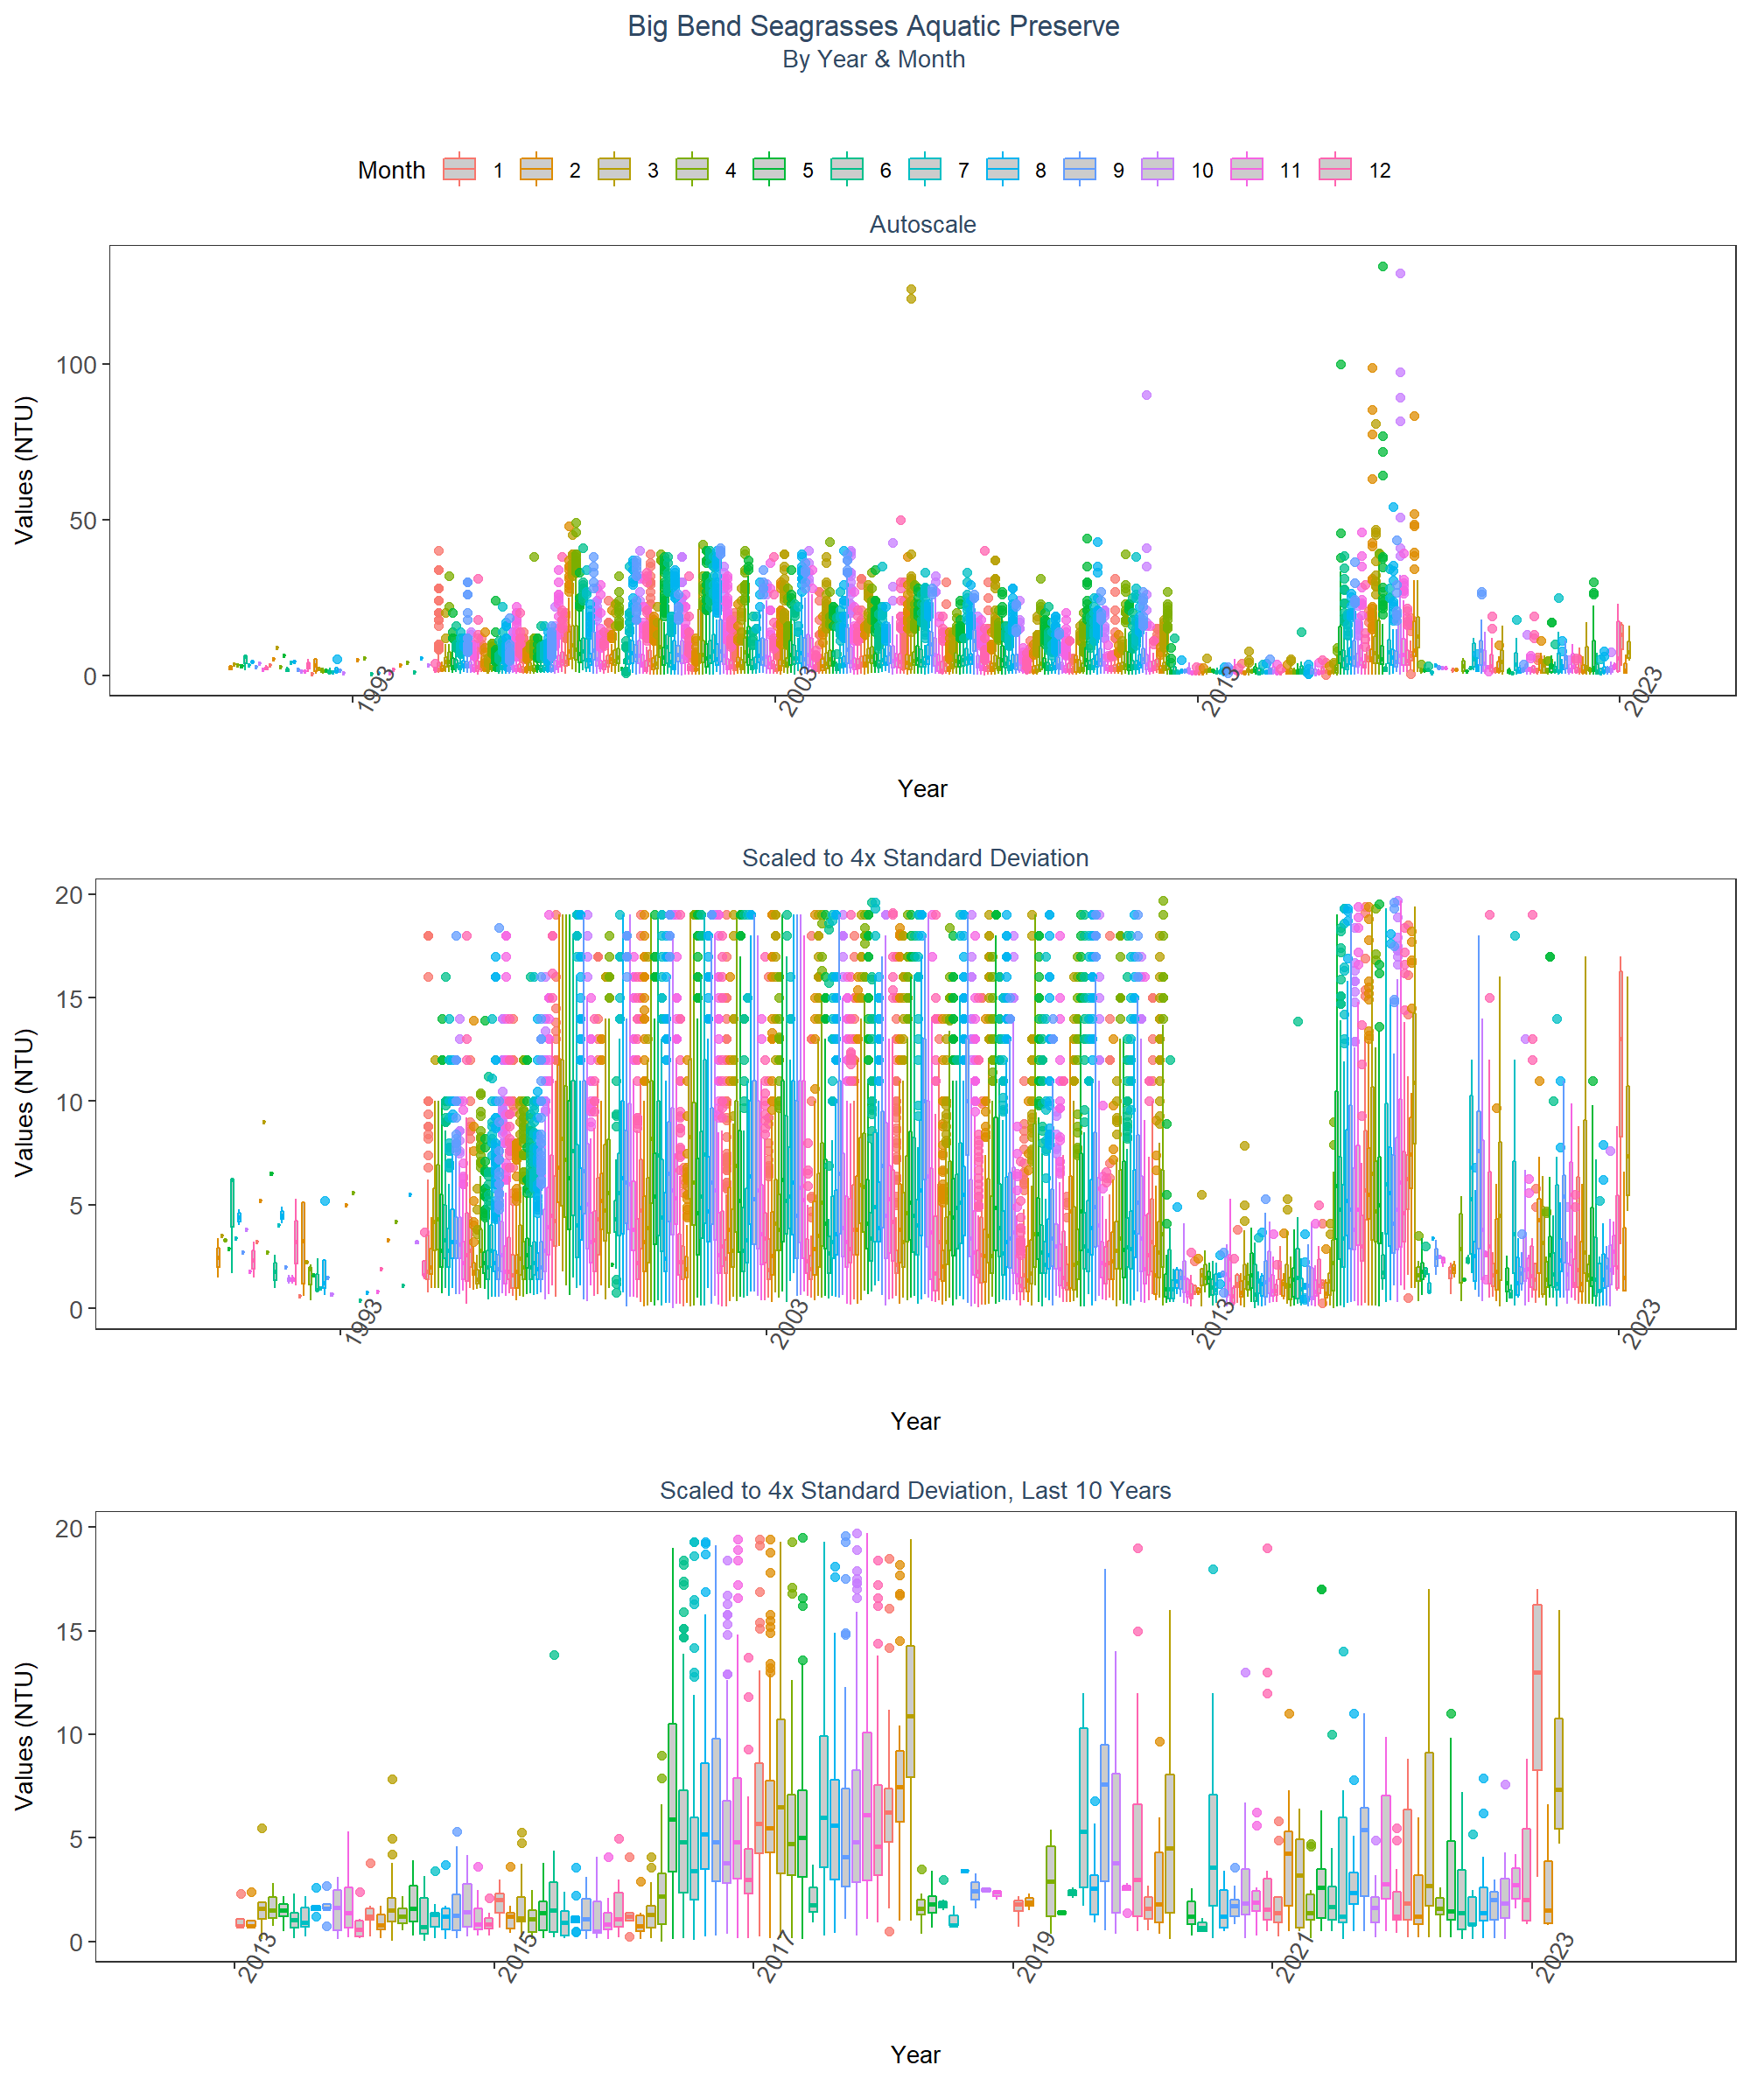 Big Bend Seagrasses Aquatic Preserve
By Year & Month
Month 1 2 3 4 5 6 7 8 9 10 11 12
Autoscale
Values (NTU)
100
50
0
1993 2003 2013 2023
Year
Scaled to 4x Standard Deviation
Values (NTU)
20
15
10
5
0
1993 2003 2013 2023
Year
Scaled to 4x Standard Deviation, Last 10 Years
Values (NTU)
20
15
10
5
0
2013 2015 2017 2019 2021 2023
Year